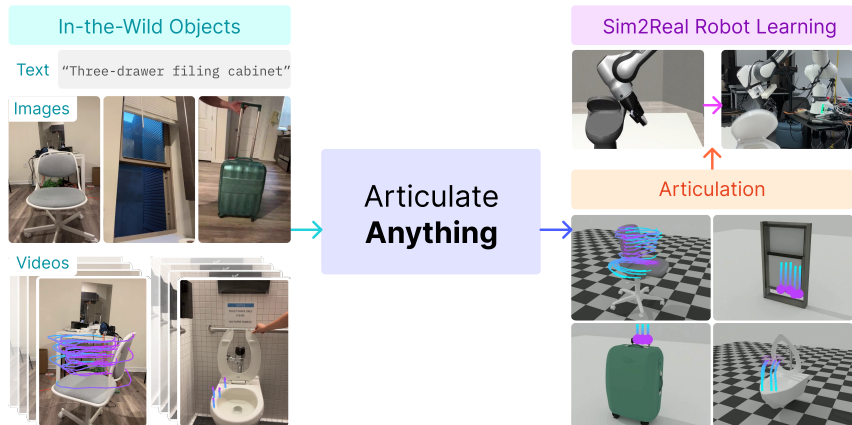 In-the-Wild Objects
Text
“Three-drawer filing cabinet”
Images
Videos
Articulate
Anything
Sim2Real Robot Learning
Articulation